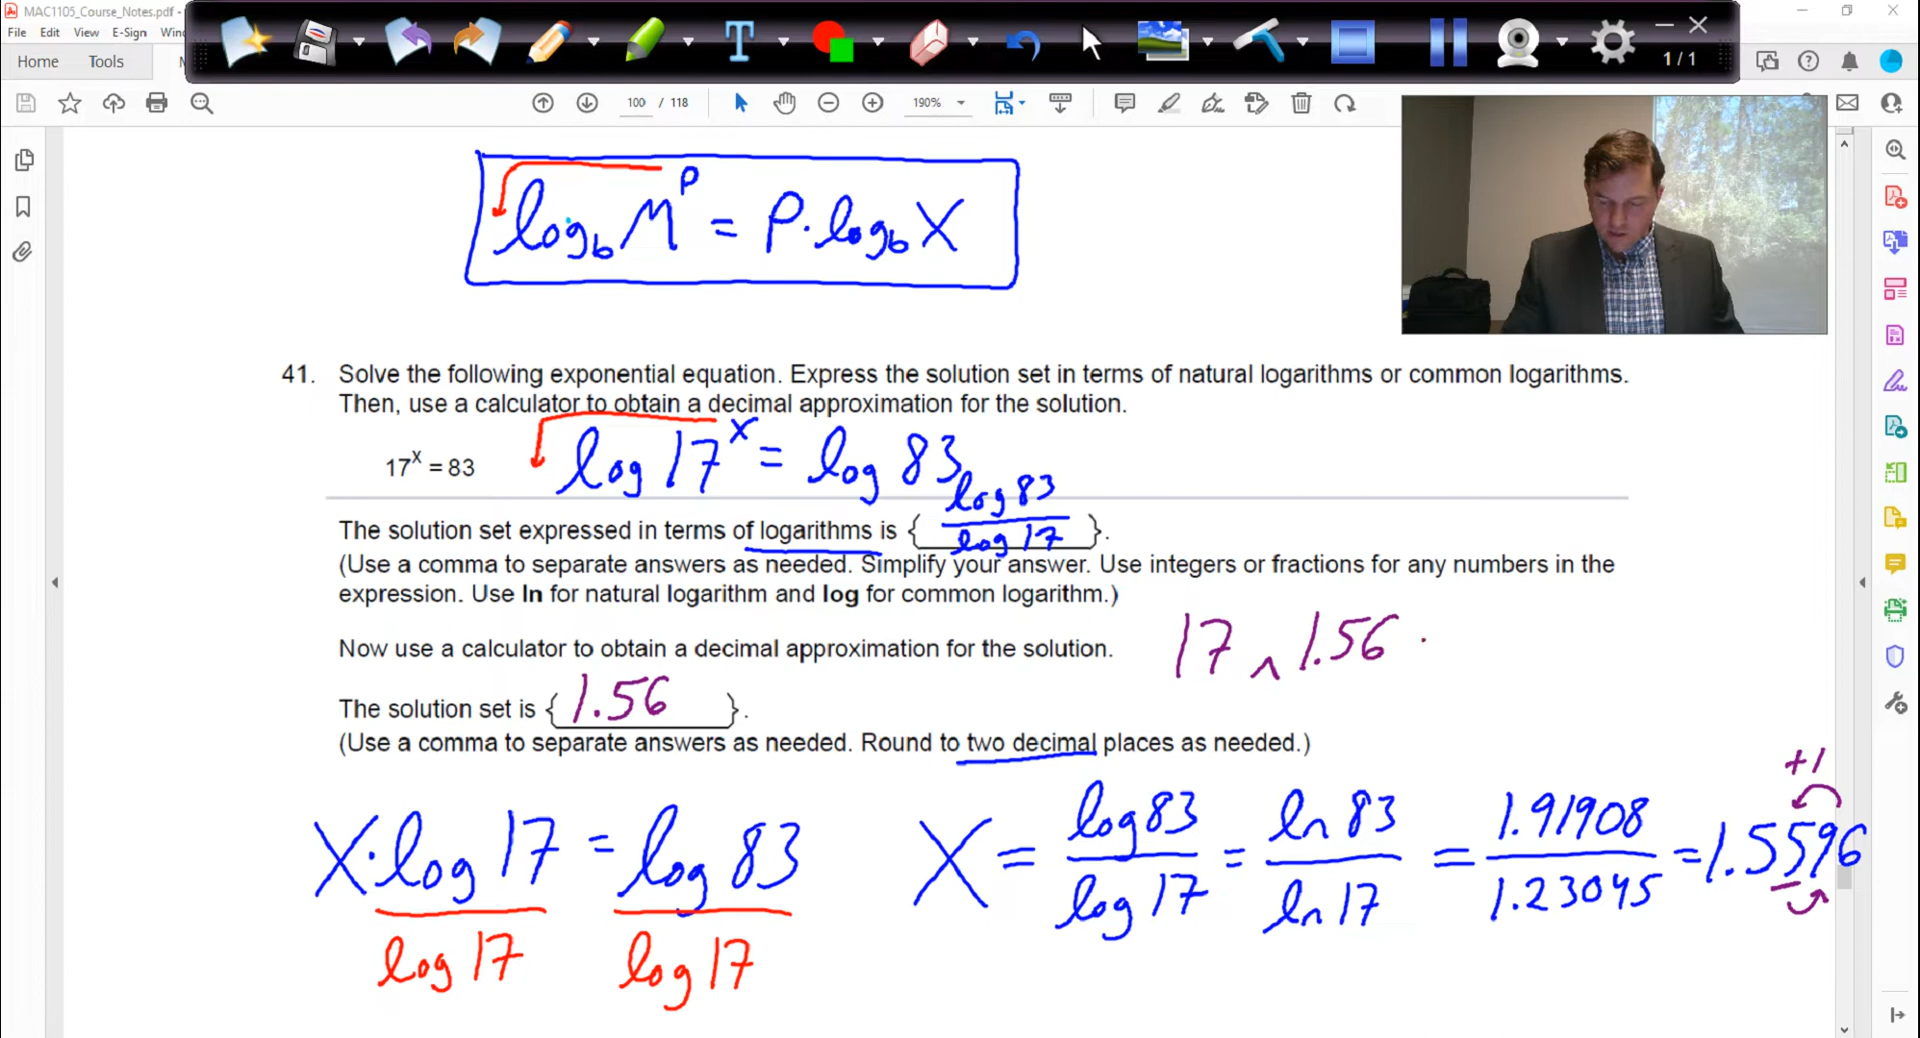 MAC1105_Course_Notes.pdf -
File Edit View E-Sign Win
1 / 1
Home Tools
100 / 118 190%
log_b M^P = P · log_b X
41. Solve the following exponential equation. Express the solution set in terms of natural logarithms or common logarithms.
Then, use a calculator to obtain a decimal approximation for the solution.
17^x = 83
log 17^x = log 83
The solution set expressed in terms of logarithms is { log 83 / log 17 }.
(Use a comma to separate answers as needed. Simplify your answer. Use integers or fractions for any numbers in the
expression. Use ln for natural logarithm and log for common logarithm.)
Now use a calculator to obtain a decimal approximation for the solution.
17 ^ 1.56 .
The solution set is { 1.56 }.
(Use a comma to separate answers as needed. Round to two decimal places as needed.)
+1
X · log 17 / log 17 = log 83 / log 17
X = log 83 / log 17 = ln 83 / ln 17 = 1.91908 / 1.23045 = 1.5596